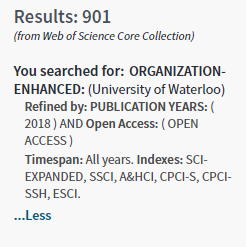 Results: 901
(from Web of Science Core Collection)
You searched for: ORGANIZATION-
ENHANCED: (University of Waterloo)
Refined by: PUBLICATION YEARS: (
2018 ) AND Open Access: ( OPEN
ACCESS )
Timespan: All years. Indexes: SCI-
EXPANDED, SSCI, A&HCI, CPCI-S, CPCI-
SSH, ESCI.
...Less